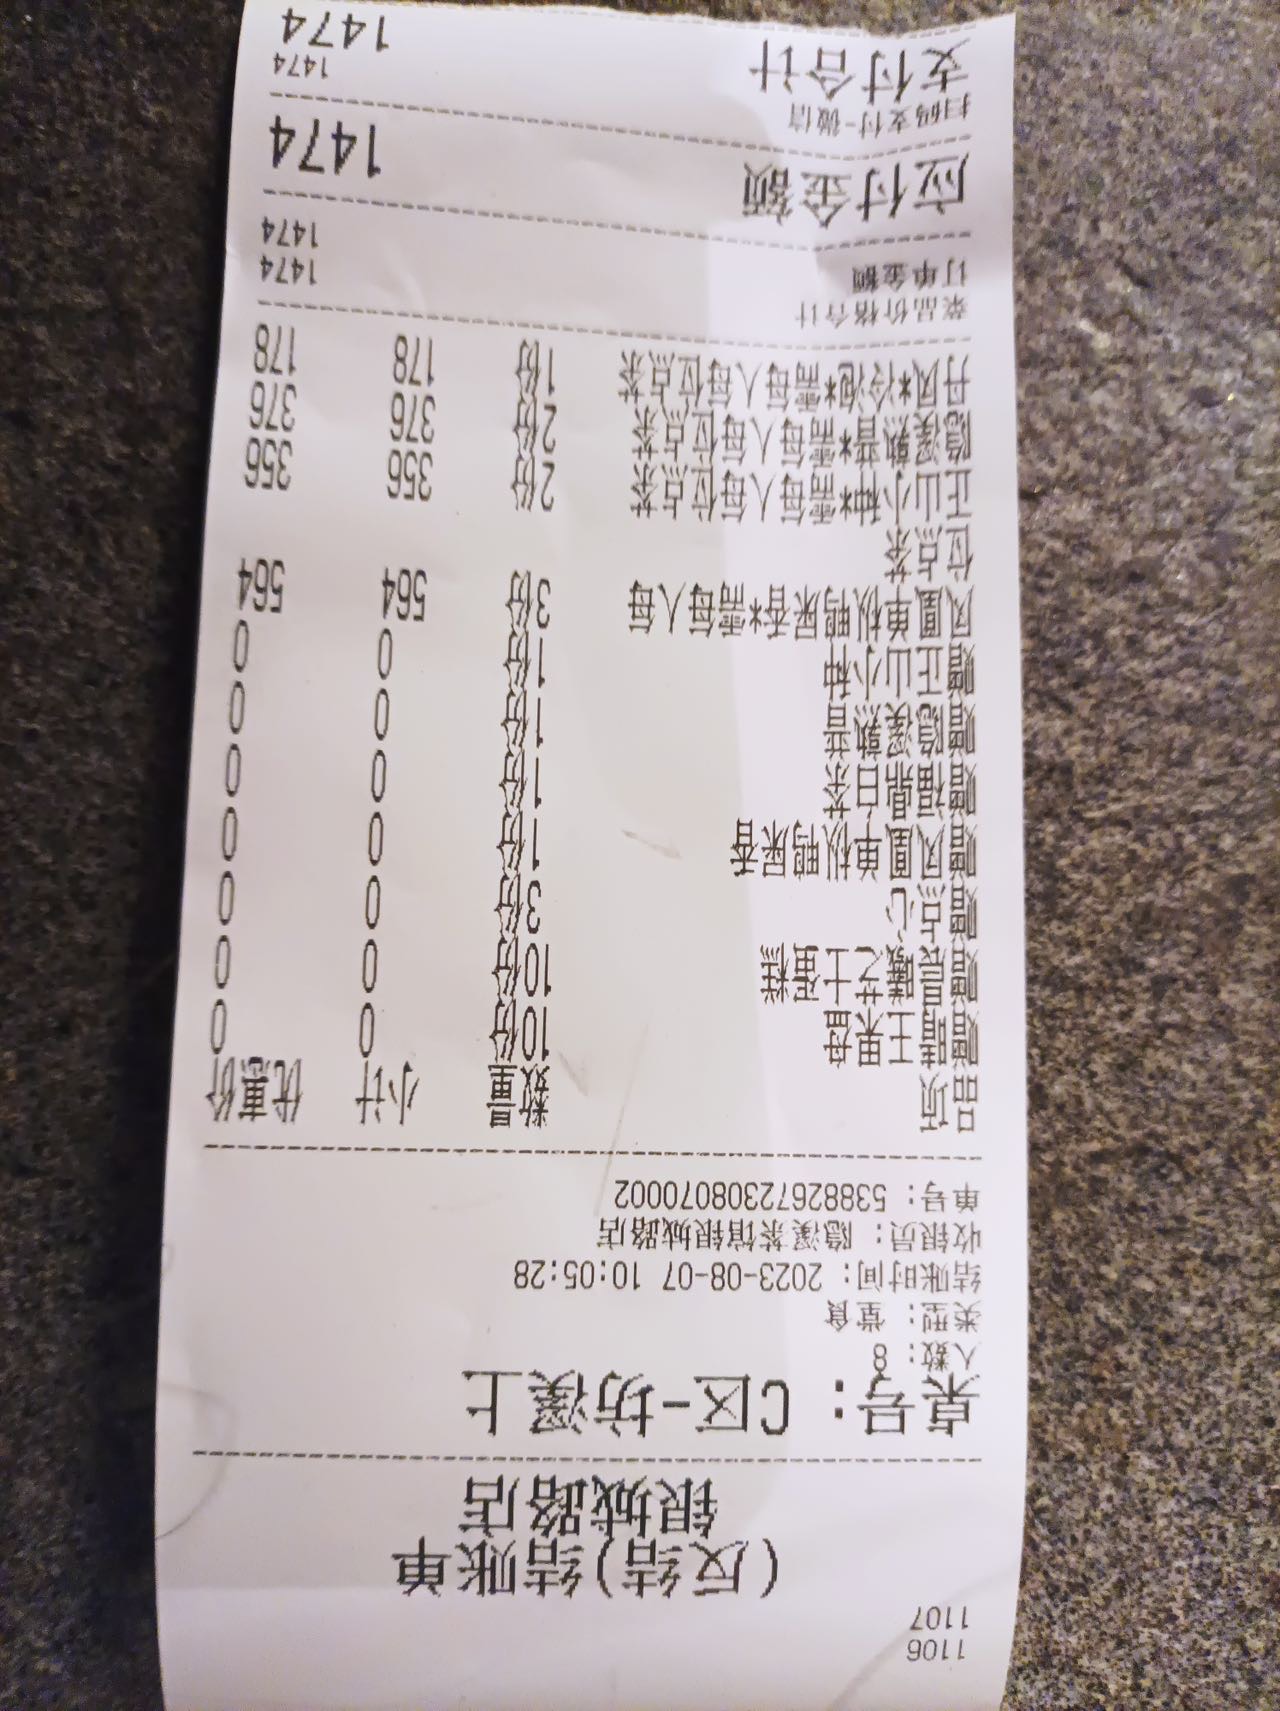 1106
1107
(反结)结账单
银城路店
桌号: C区-坊溪上
人数: 8
类型: 堂食
结账时间: 2023-08-07 10:05:28
收银员: 隐溪茶馆银城路店
单号: 5388267230807 0002
品项 数量 小计 优惠价
赠晴王果盘 10份 0 0
赠晨曦芝士蛋糕 10份 0 0
赠点心 3份 0 0
赠凤凰单枞鸭屎香 1份 0 0
赠福鼎白茶 1份 0 0
赠隐溪熟普 1份 0 0
赠正山小种 1份 0 0
凤凰单枞鸭屎香*需每人每 3份 564 564
位点茶
正山小种*需每人每位点茶 2份 356 356
隐溪熟普*需每人每位点茶 2份 376 376
丹凤*冷泡*需每人每位点茶 1份 178 178
菜品价格合计 1474
订单金额 1474
应付金额 1474
扫码支付-微信 1474
支付合计 1474